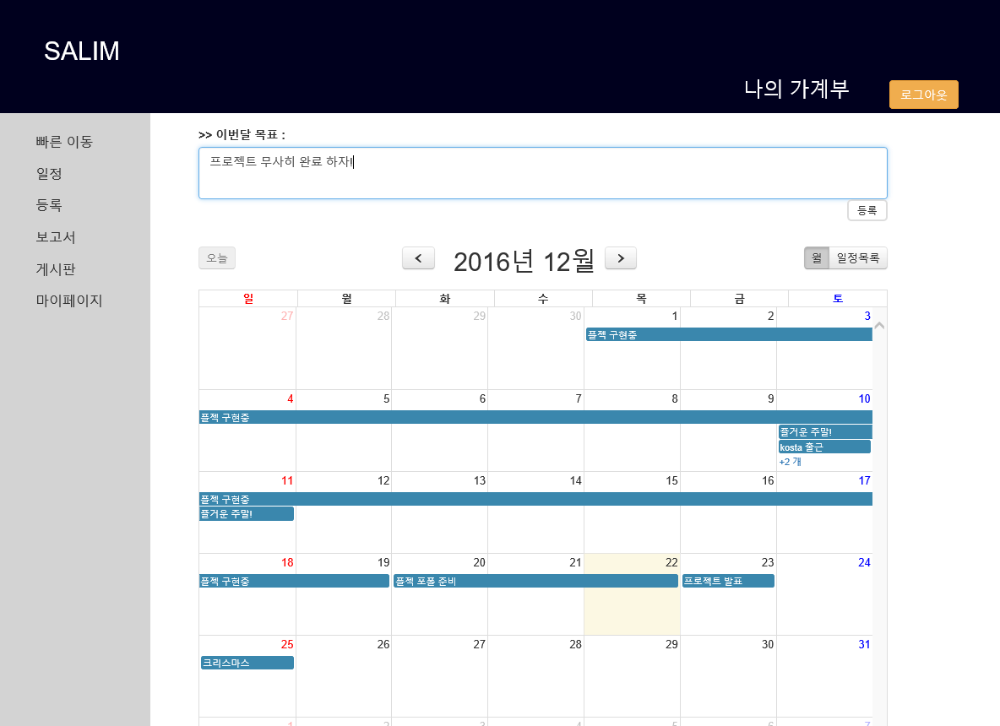 SALIM
나의 가계부
로그아웃
빠른 이동
일정
등록
보고서
게시판
마이페이지
>> 이번달 목표 :
프로젝트 무사히 완료 하자!
등록
오늘
2016년 12월
월 일정목록
일 월 화 수 목 금 토
27 28 29 30 1 2 3
플젝 구현중
4 5 6 7 8 9 10
플젝 구현중
즐거운 주말!
kosta 출근
+2 개
11 12 13 14 15 16 17
플젝 구현중
즐거운 주말!
18 19 20 21 22 23 24
플젝 구현중 플젝 포폴 준비 프로젝트 발표
25 26 27 28 29 30 31
크리스마스
1 2 3 4 5 6 7